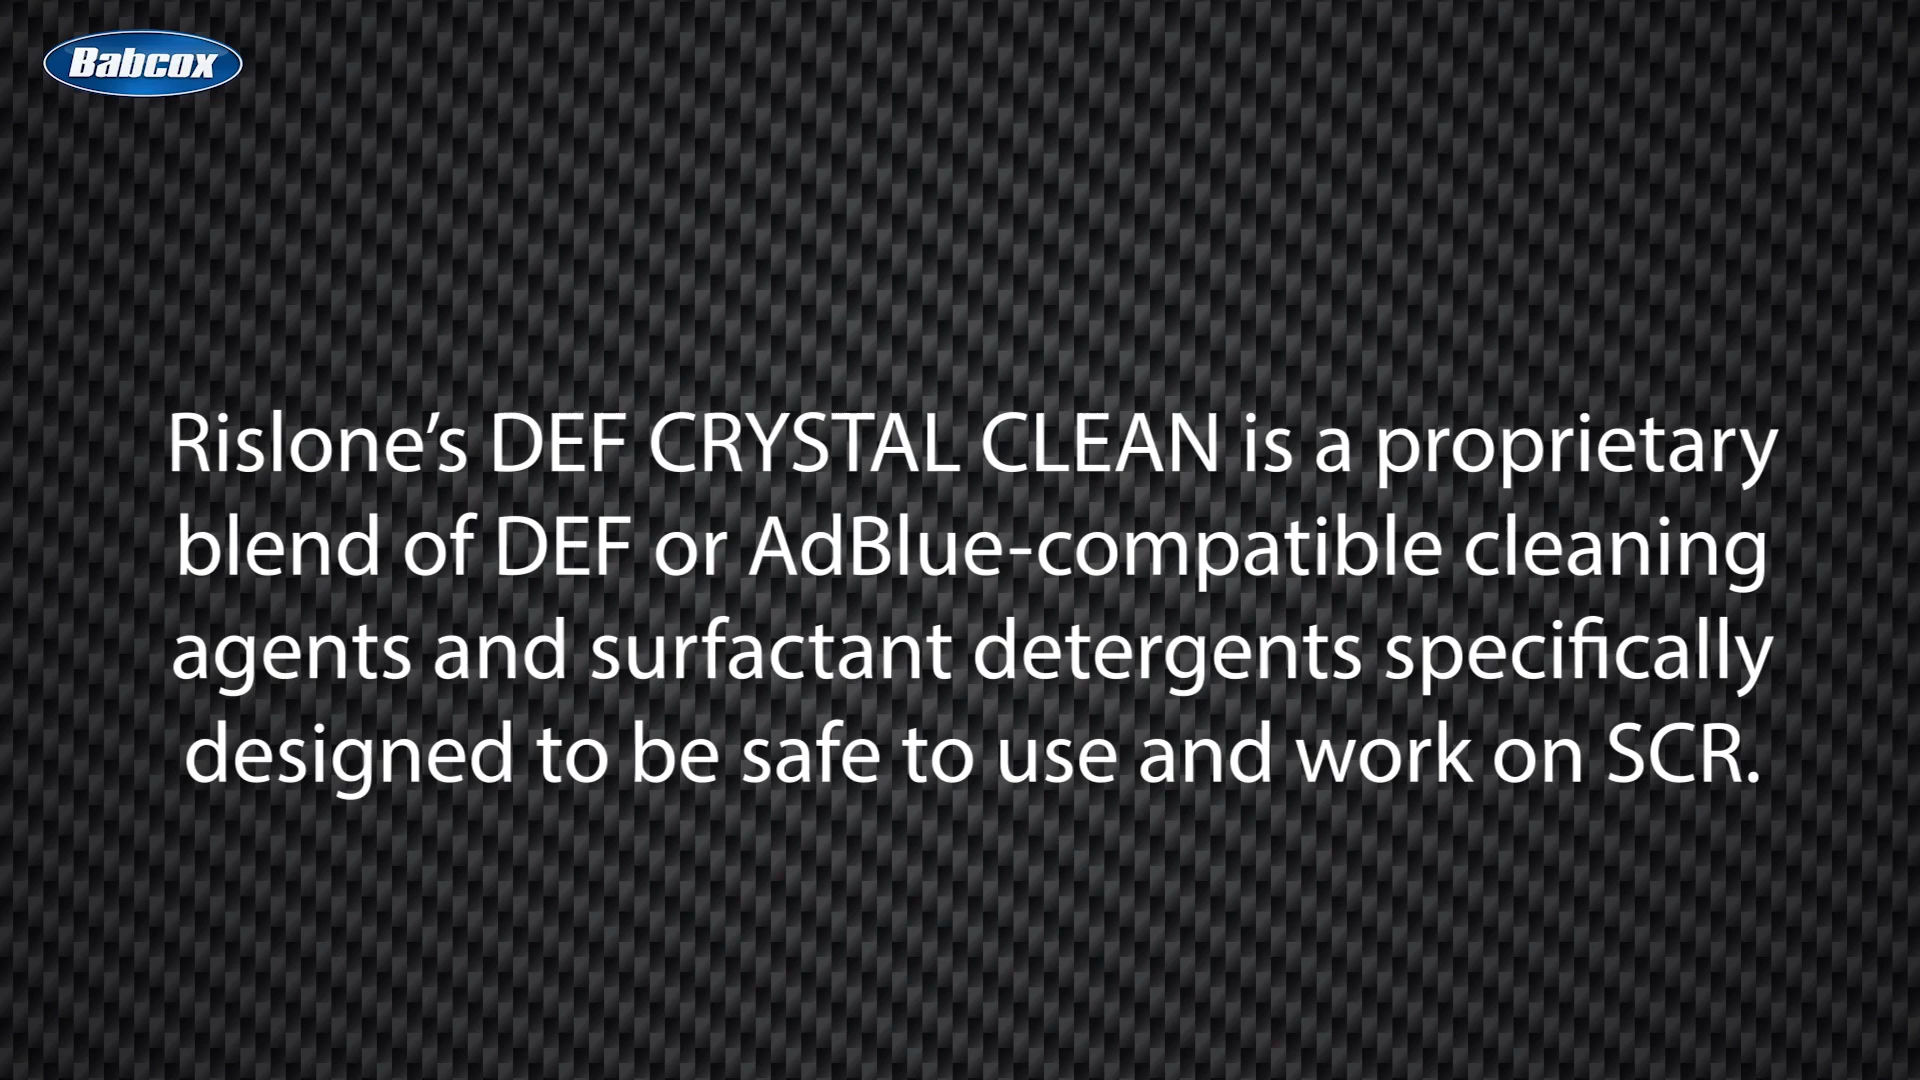 Babcox
Rislone’s DEF CRYSTAL CLEAN is a proprietary
blend of DEF or AdBlue-compatible cleaning
agents and surfactant detergents specifically
designed to be safe to use and work on SCR.